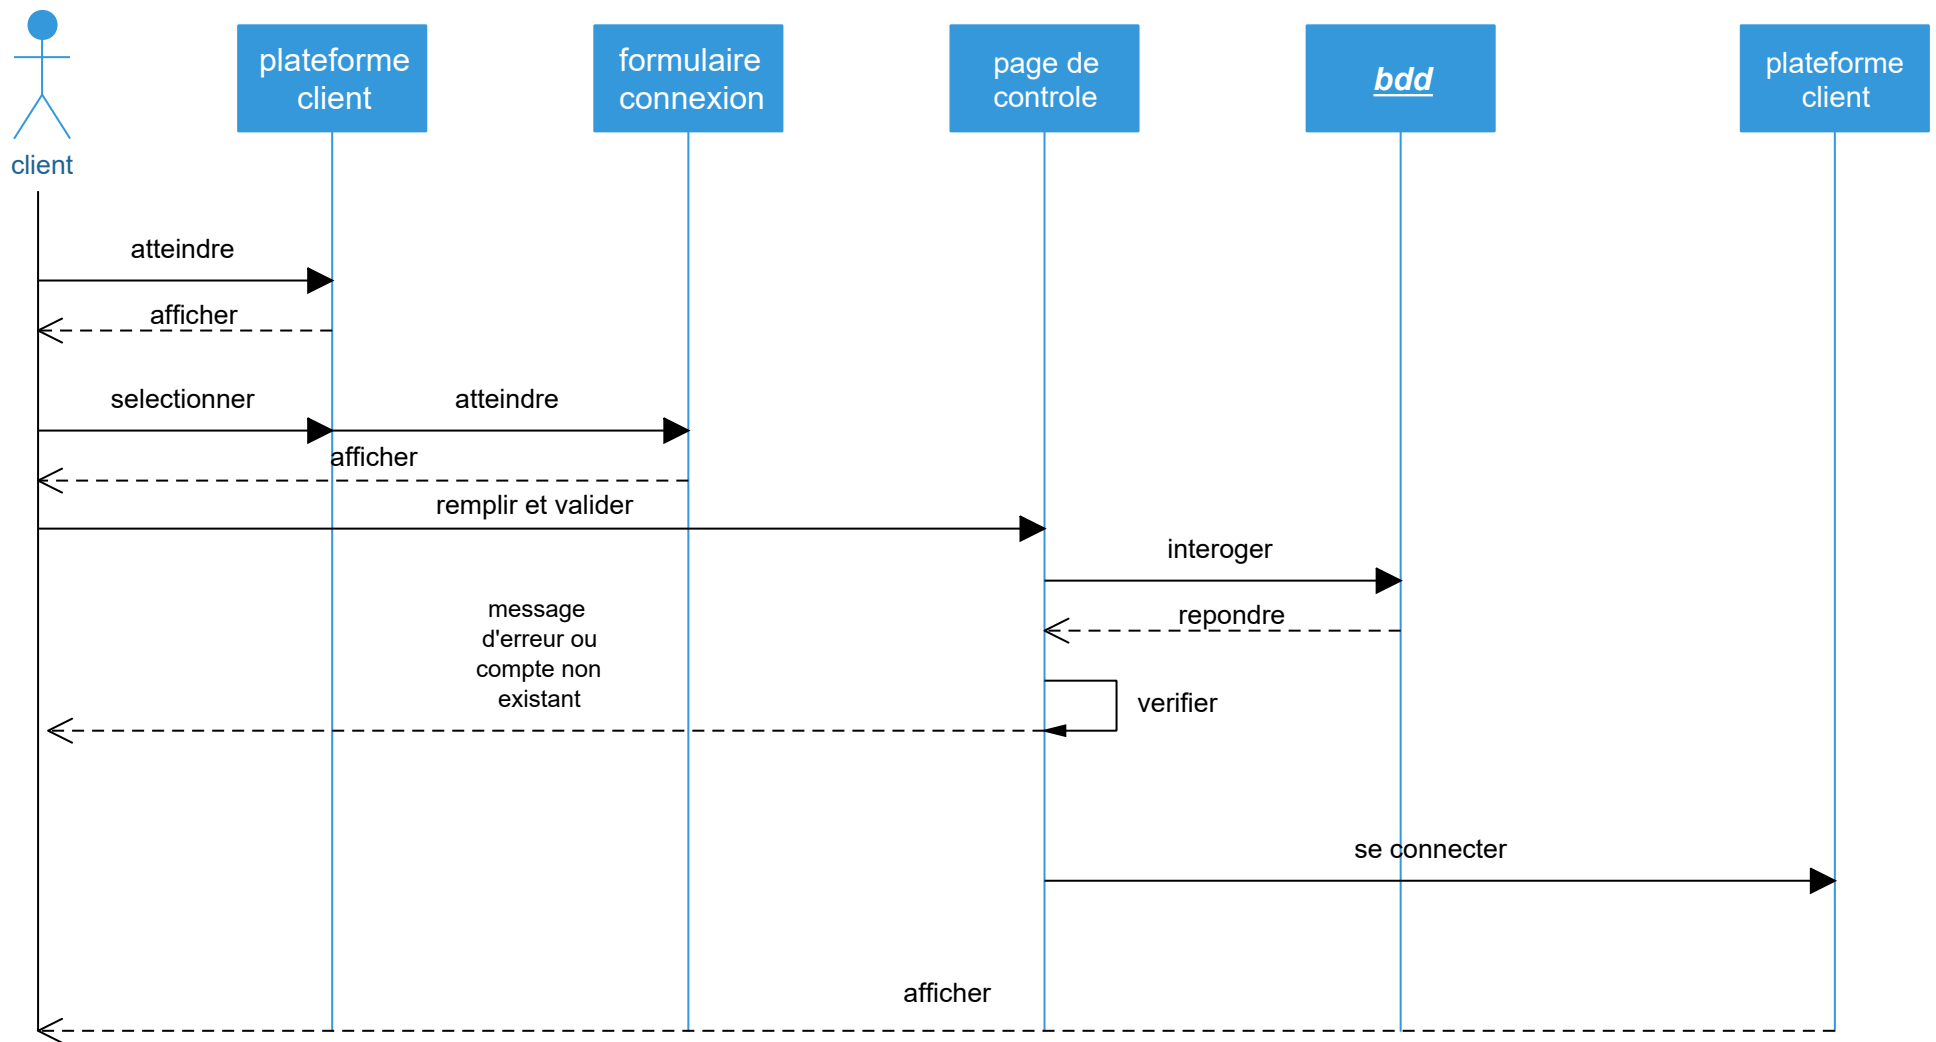 plateforme
client
formulaire
connexion
page de
controle
bdd
plateforme
client
client
atteindre
afficher
selectionner
atteindre
afficher
remplir et valider
interoger
message
d'erreur ou
compte non
existant
repondre
verifier
se connecter
afficher